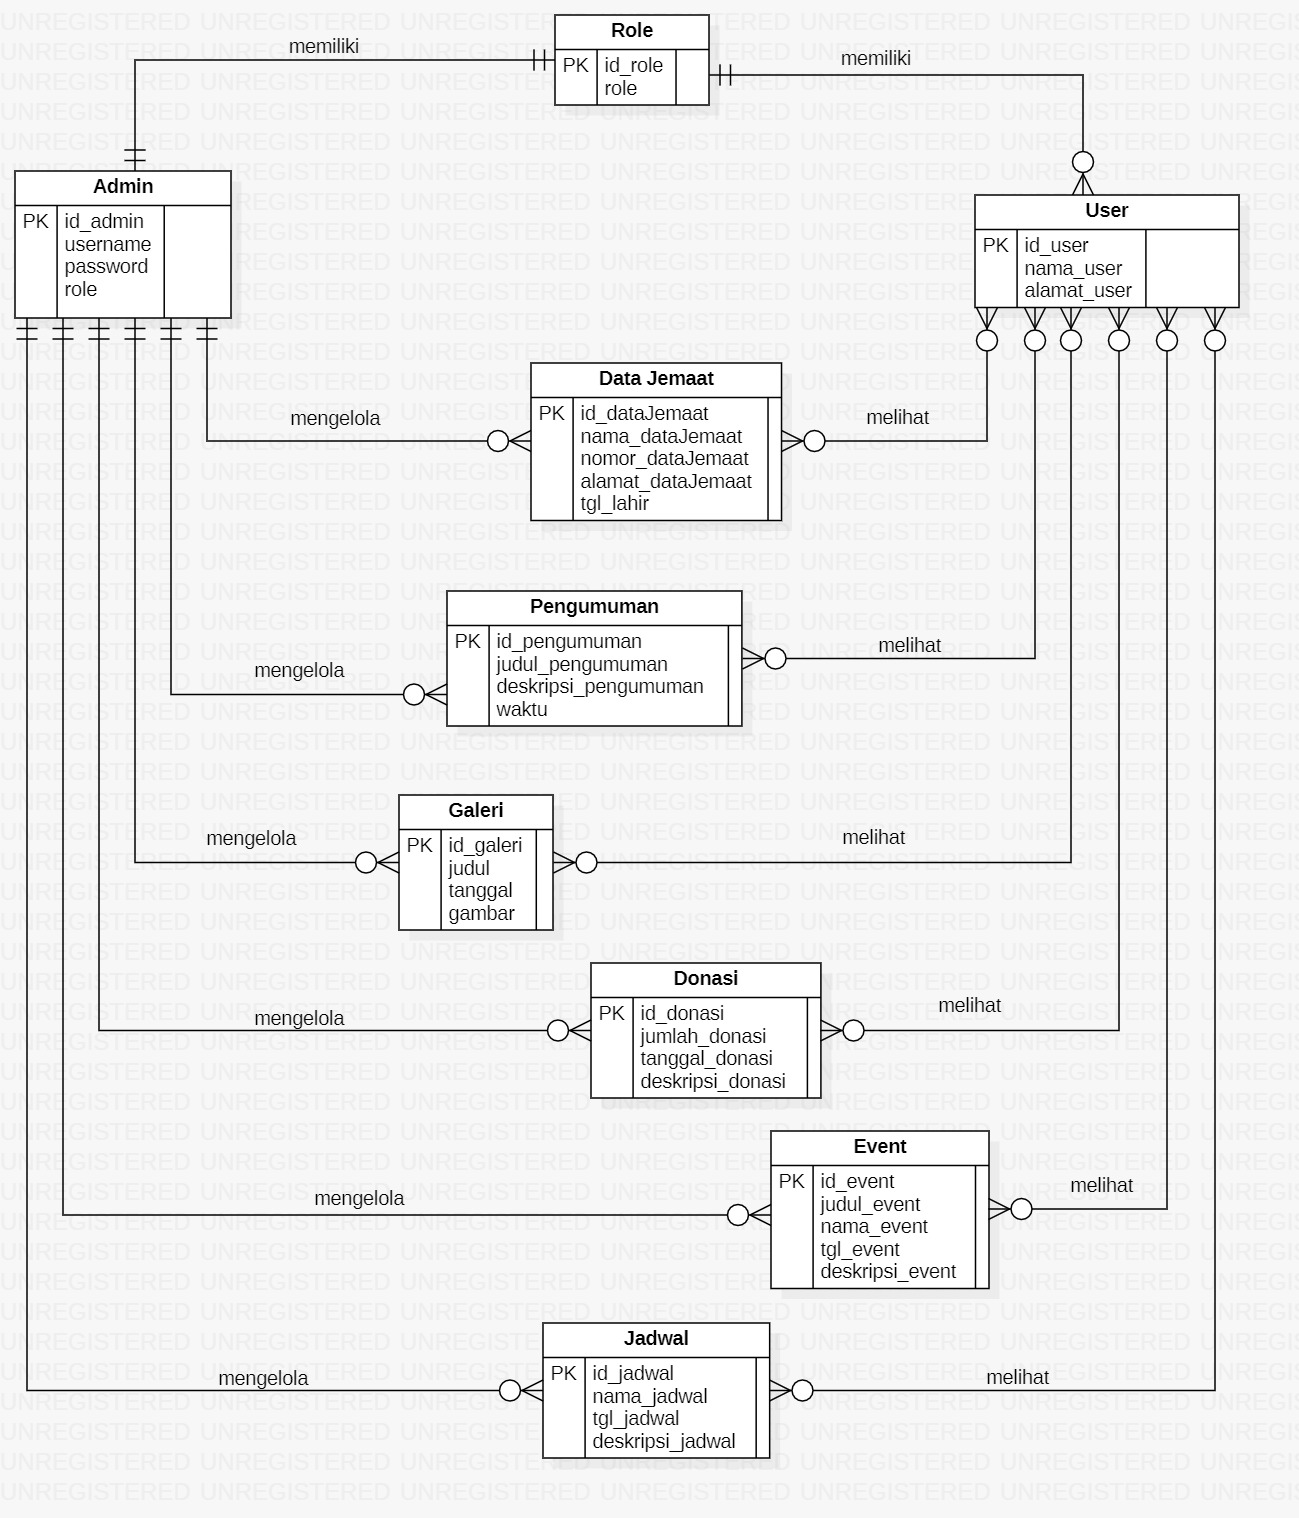 Role
PK id_role
role
memiliki
memiliki
Admin
PK id_admin
username
password
role
User
PK id_user
nama_user
alamat_user
Data Jemaat
PK id_dataJemaat
nama_dataJemaat
nomor_dataJemaat
alamat_dataJemaat
tgl_lahir
mengelola
melihat
Pengumuman
PK id_pengumuman
judul_pengumuman
deskripsi_pengumuman
waktu
mengelola
melihat
Galeri
PK id_galeri
judul
tanggal
gambar
mengelola
melihat
Donasi
PK id_donasi
jumlah_donasi
tanggal_donasi
deskripsi_donasi
mengelola
melihat
Event
PK id_event
judul_event
nama_event
tgl_event
deskripsi_event
mengelola
melihat
Jadwal
PK id_jadwal
nama_jadwal
tgl_jadwal
deskripsi_jadwal
mengelola
melihat
UNREGISTERED